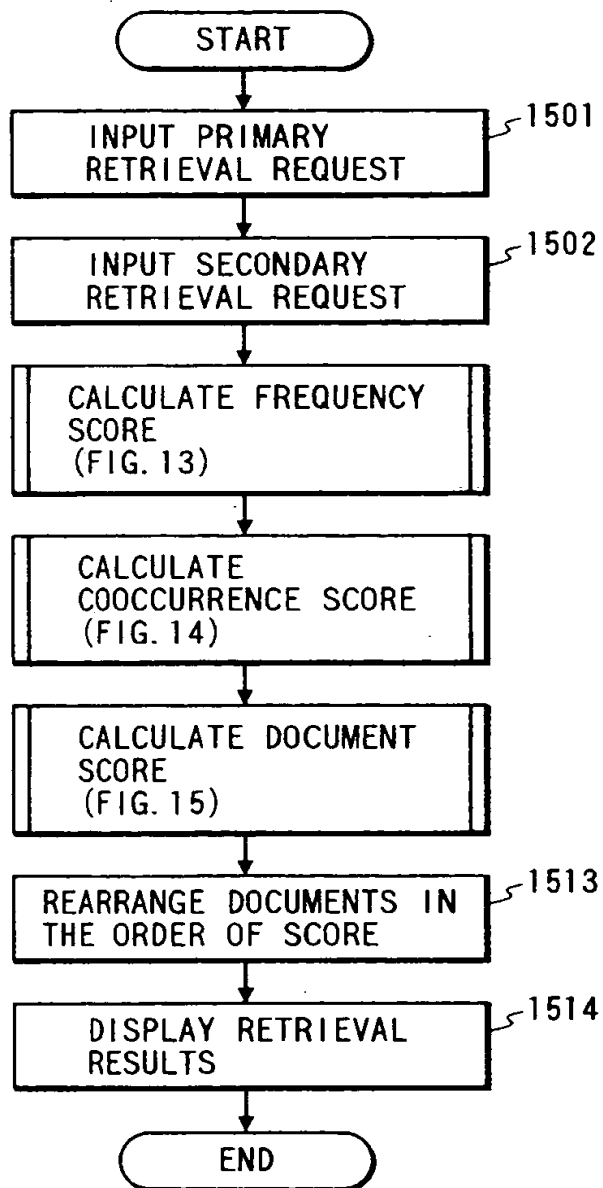 START
INPUT PRIMARY
RETRIEVAL REQUEST
1501
INPUT SECONDARY
RETRIEVAL REQUEST
1502
CALCULATE FREQUENCY
SCORE
(FIG. 13)
CALCULATE
COOCCURRENCE SCORE
(FIG. 14)
CALCULATE DOCUMENT
SCORE
(FIG. 15)
REARRANGE DOCUMENTS IN
THE ORDER OF SCORE
1513
DISPLAY RETRIEVAL
RESULTS
1514
END